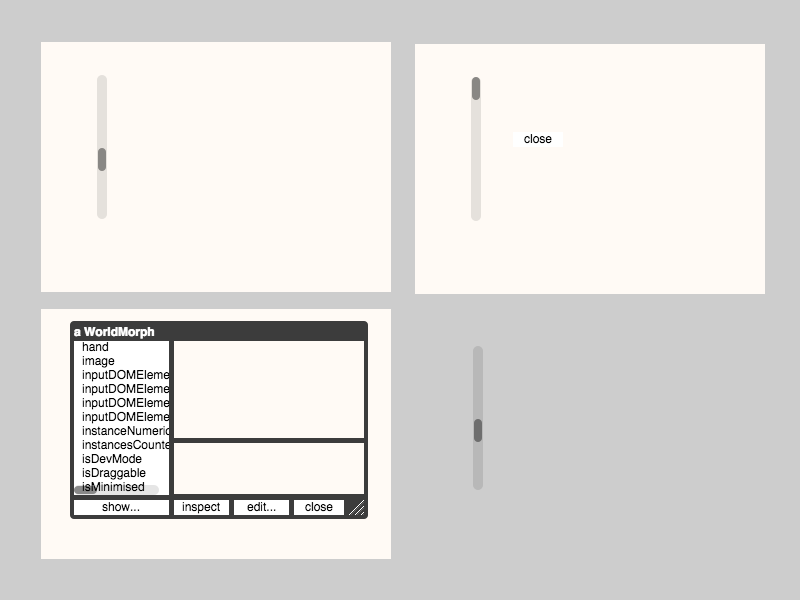 close
a WorldMorph
hand
image
inputDOMEleme
inputDOMEleme
inputDOMEleme
inputDOMEleme
instanceNumeric
instancesCounte
isDevMode
isDraggable
isMinimised
show... inspect edit... close